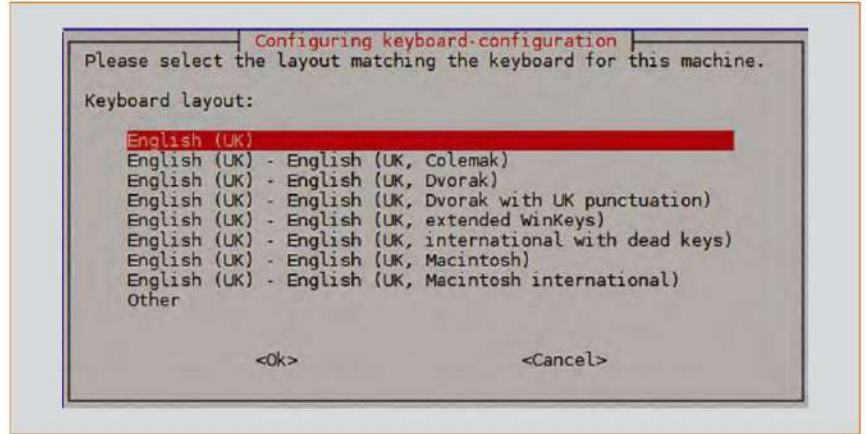 Configuring keyboard-configuration
Please select the layout matching the keyboard for this machine.
Keyboard layout:
English (UK)
English (UK) - English (UK, Colemak)
English (UK) - English (UK, Dvorak)
English (UK) - English (UK, Dvorak with UK punctuation)
English (UK) - English (UK, extended WinKeys)
English (UK) - English (UK, international with dead keys)
English (UK) - English (UK, Macintosh)
English (UK) - English (UK, Macintosh international)
Other
<Ok> <Cancel>